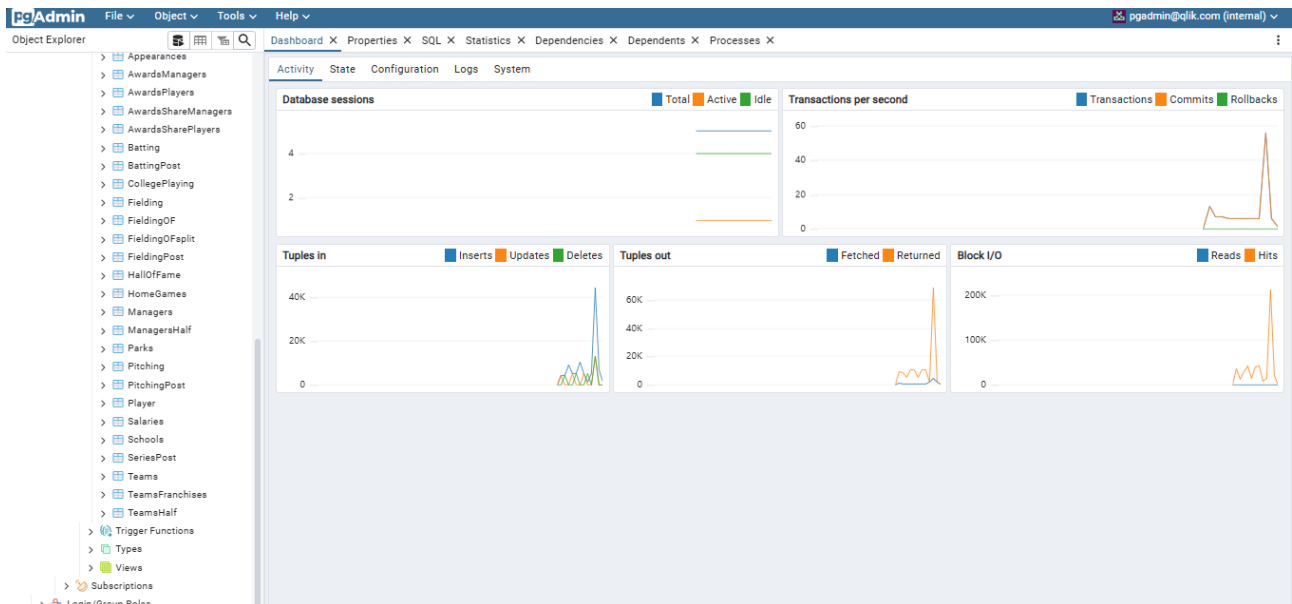 pgAdmin File Object Tools Help pgadmin@qlik.com (internal)
Object Explorer
Appearances
AwardsManagers
AwardsPlayers
AwardsShareManagers
AwardsSharePlayers
Batting
BattingPost
CollegePlaying
Fielding
FieldingOF
FieldingOFsplit
FieldingPost
HallOfFame
HomeGames
Managers
ManagersHalf
Parks
Pitching
PitchingPost
Player
Salaries
Schools
SeriesPost
Teams
TeamsFranchises
TeamsHalf
Trigger Functions
Types
Views
Subscriptions
Login/Group Roles
Dashboard X Properties X SQL X Statistics X Dependencies X Dependents X Processes X
Activity State Configuration Logs System
Database sessions Total Active Idle
4
2
Transactions per second Transactions Commits Rollbacks
60
40
20
0
Tuples in Inserts Updates Deletes
40K
20K
0
Tuples out Fetched Returned
60K
40K
20K
0
Block I/O Reads Hits
200K
100K
0